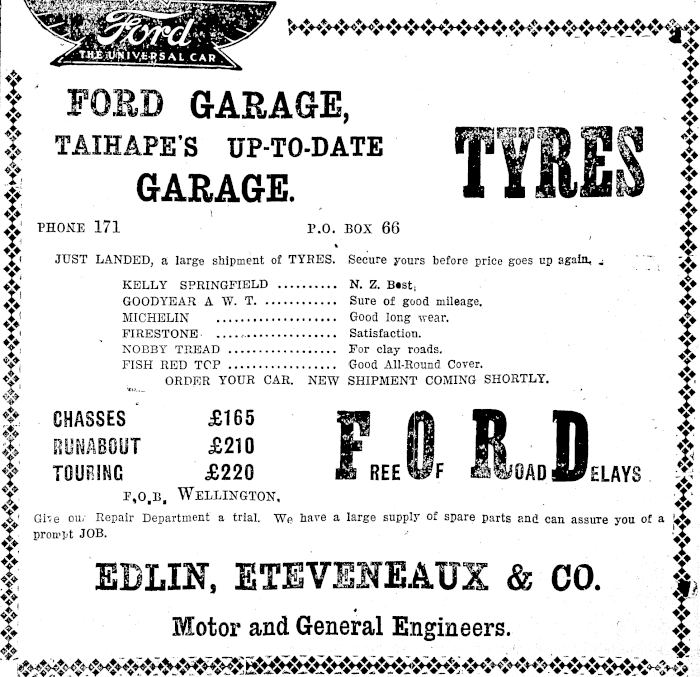 Ford
THE UNIVERSAL CAR
FORD GARAGE,
TAIHAPE'S UP-TO-DATE
GARAGE.
TYRES
PHONE 171 P.O. BOX 66
JUST LANDED, a large shipment of TYRES. Secure yours before price goes up again.
KELLY SPRINGFIELD .......... N. Z. Best.
GOODYEAR A W. T. ............ Sure of good mileage.
MICHELIN .................... Good long wear.
FIRESTONE .................... Satisfaction.
NOBBY TREAD ................ For clay roads.
FISH RED TOP .................. Good All-Round Cover.
ORDER YOUR CAR. NEW SHIPMENT COMING SHORTLY.
CHASSES £165
RUNABOUT £210
TOURING £220
FREE OF ROAD DELAYS
F.O.B. WELLINGTON.
Give our Repair Department a trial. We have a large supply of spare parts and can assure you of a
prompt JOB.
EDLIN, ETEVENEAUX & CO.
Motor and General Engineers.